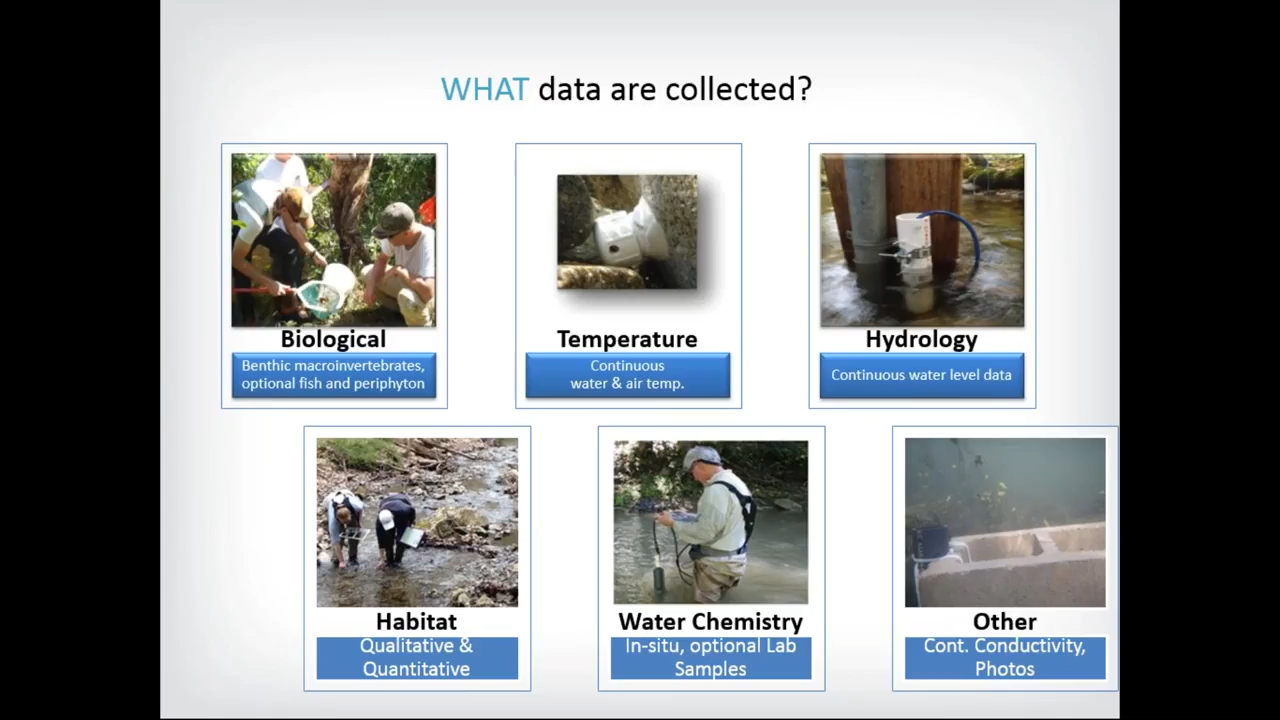 WHAT data are collected?
Biological
Benthic macroinvertebrates,
optional fish and periphyton
Temperature
Continuous
water & air temp.
Hydrology
Continuous water level data
Habitat
Qualitative &
Quantitative
Water Chemistry
In-situ, optional Lab
Samples
Other
Cont. Conductivity,
Photos